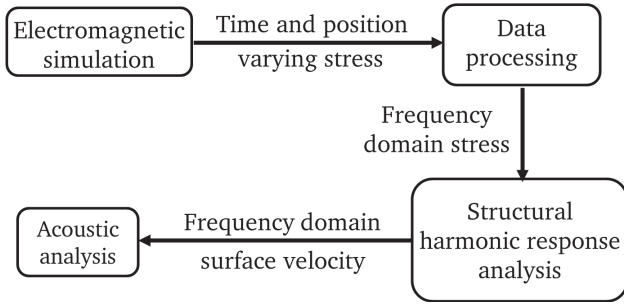 Electromagnetic
simulation
Time and position
varying stress
Data
processing
Frequency
domain stress
Structural
harmonic response
analysis
Frequency domain
surface velocity
Acoustic
analysis